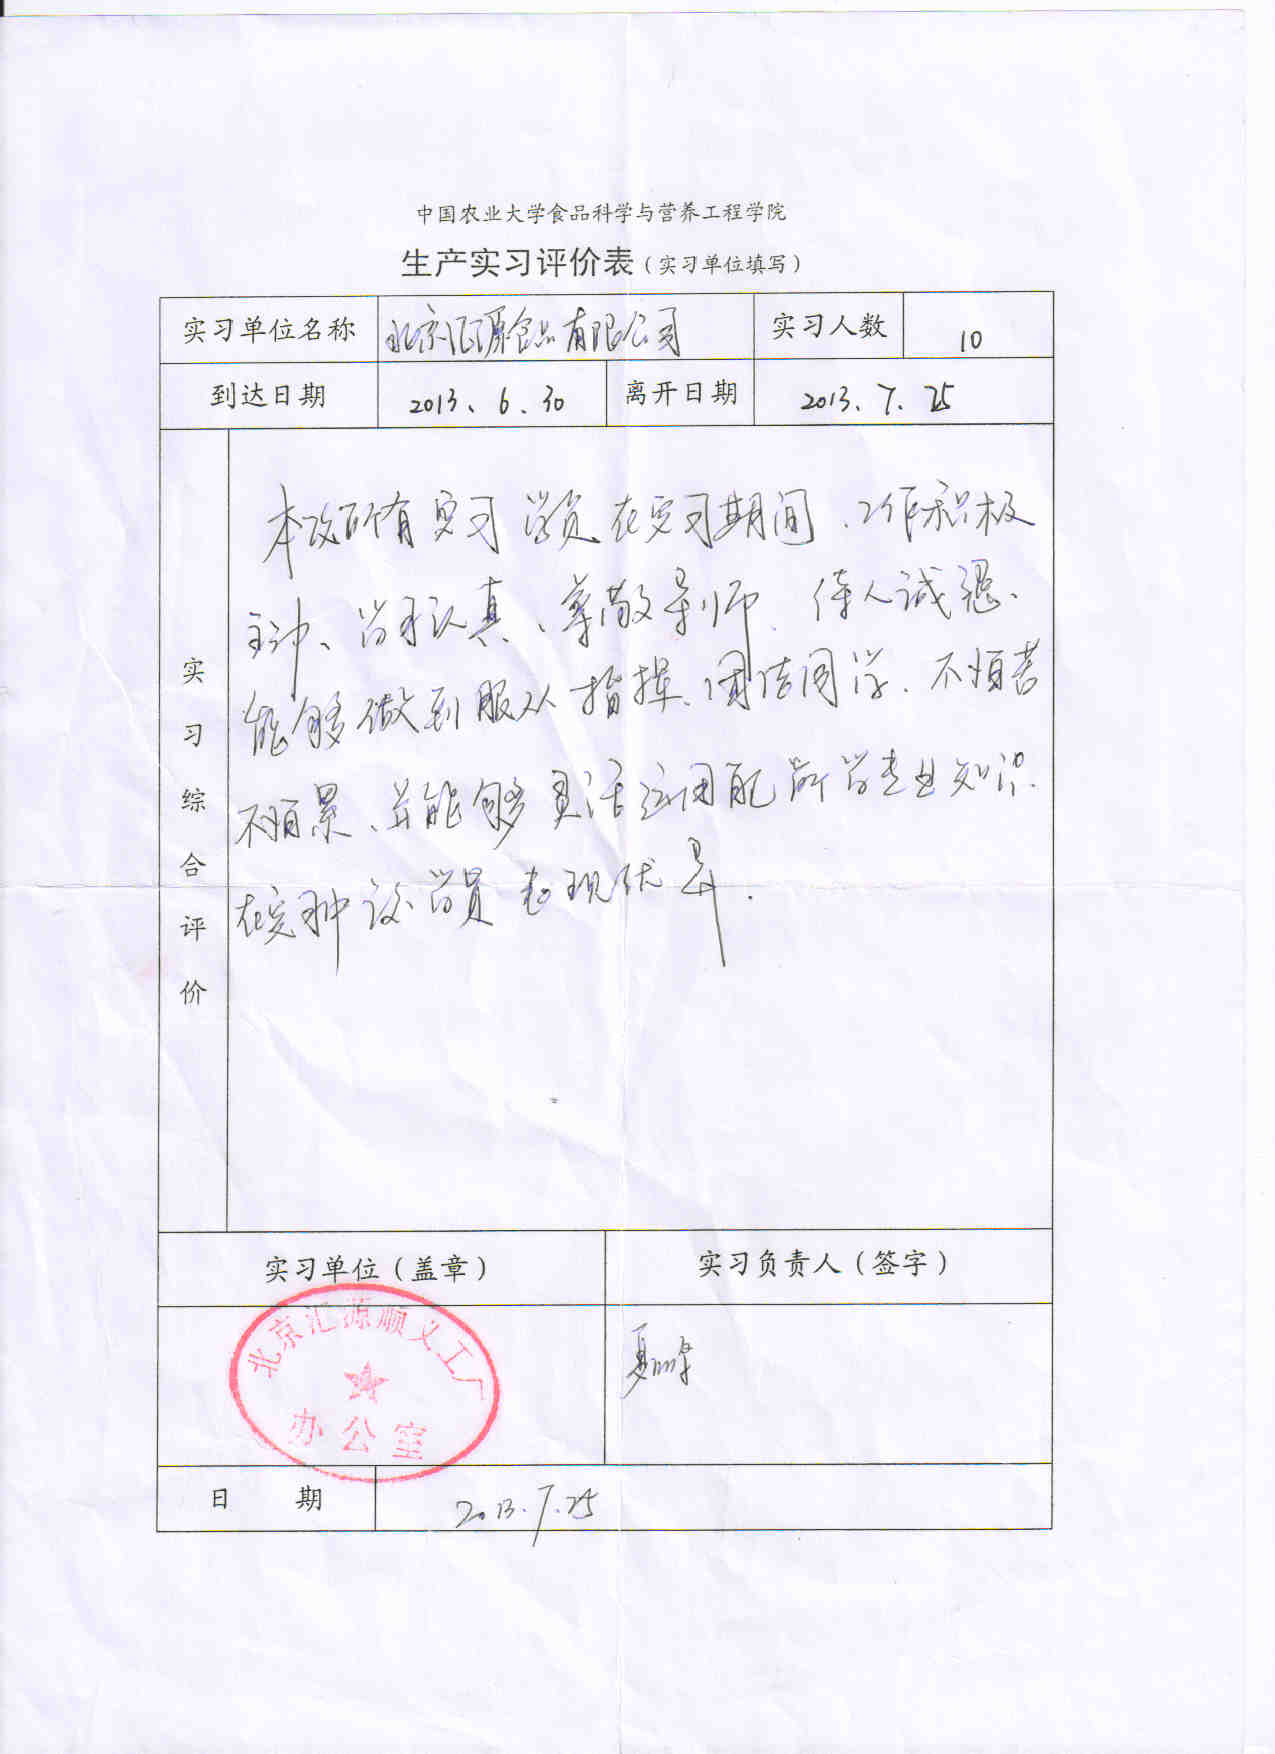 中国农业大学食品科学与营养工程学院
生产实习评价表（实习单位填写）
实习单位名称 北京汇源食品有限公司 实习人数 10
到达日期 2013.6.30 离开日期 2013.7.25
实习综合评价
本次所有实习学员在实习期间、工作积极
主动、学习认真、尊敬导师、待人诚恳、
能够做到服从指挥、团结同学、不怕苦
不怕累、并能够灵活运用所学专业知识.
在实习中该学员表现优异.
实习单位（盖章） 实习负责人（签字）
北京汇源顺义工厂
办公室
日期 2013.7.25